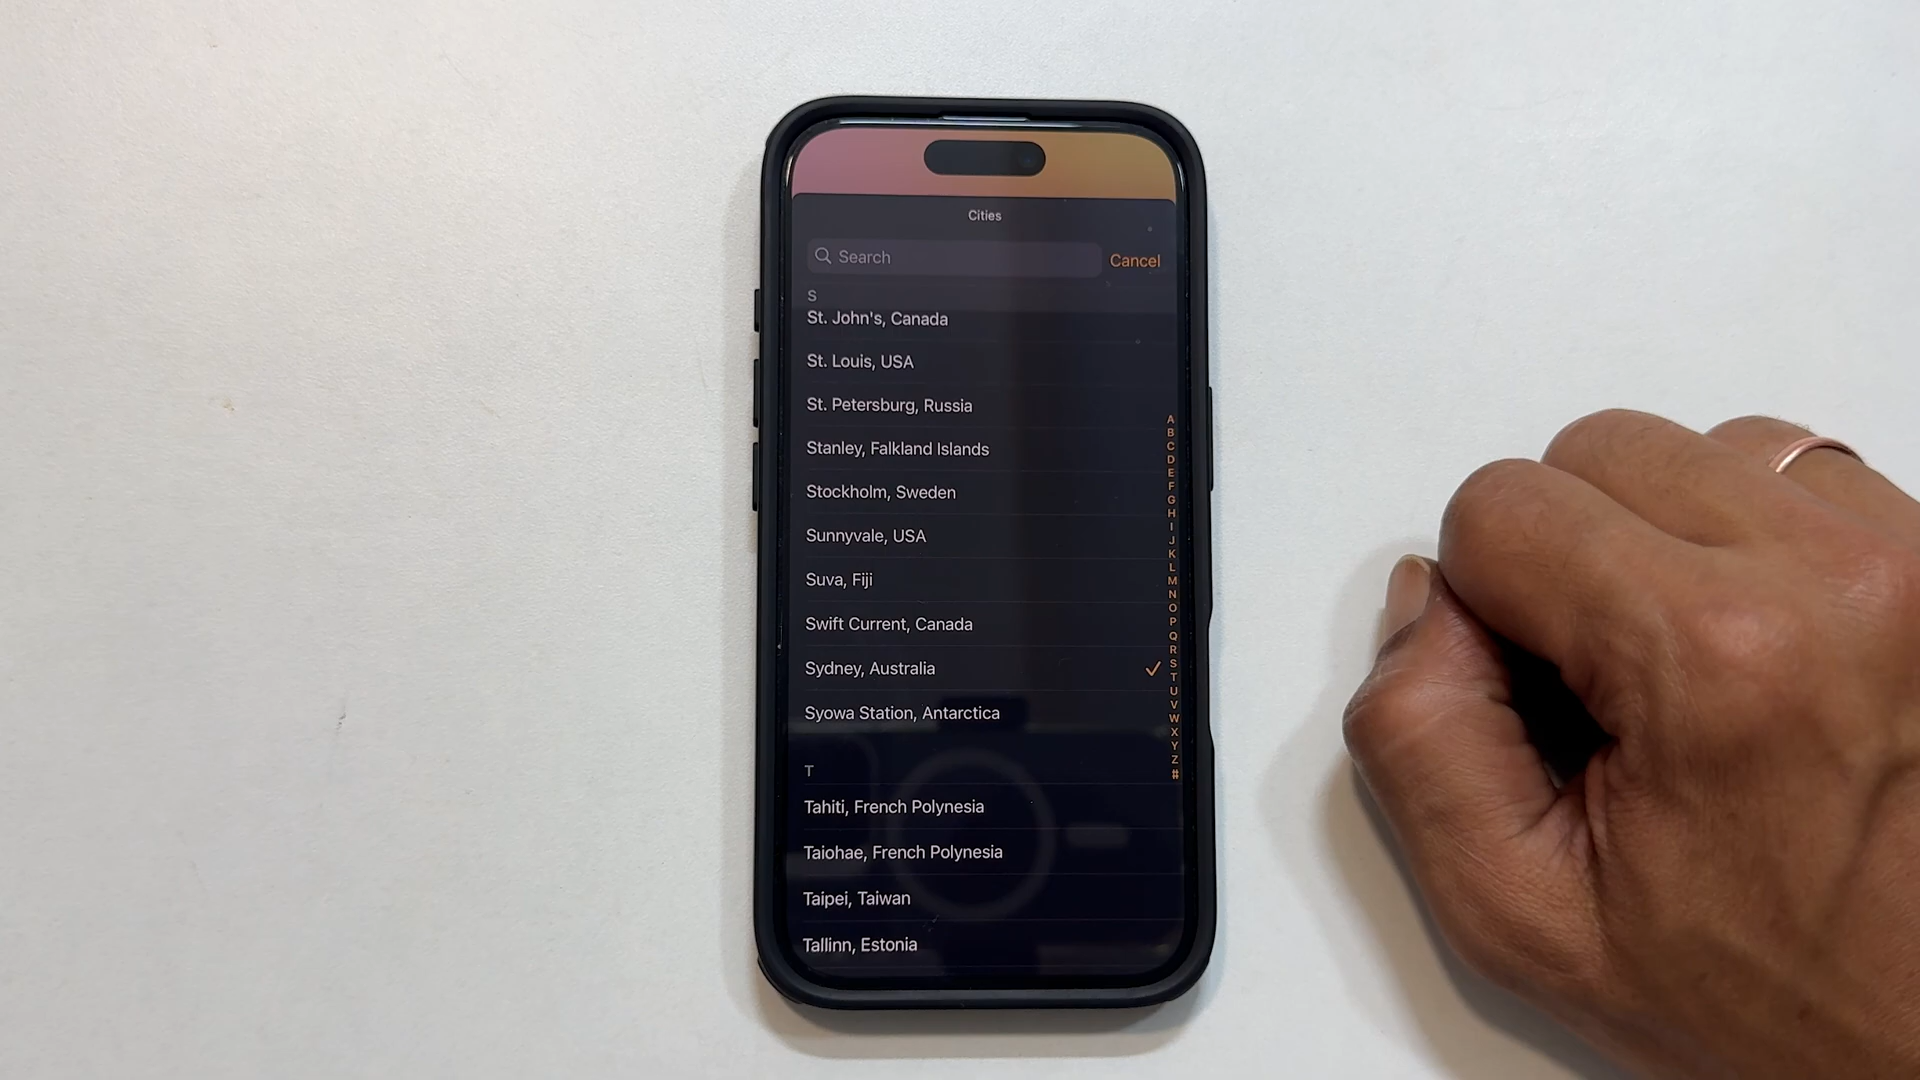 Cities
Search
Cancel
S
St. John's, Canada
St. Louis, USA
St. Petersburg, Russia
Stanley, Falkland Islands
Stockholm, Sweden
Sunnyvale, USA
Suva, Fiji
Swift Current, Canada
Sydney, Australia
Syowa Station, Antarctica
T
Tahiti, French Polynesia
Taiohae, French Polynesia
Taipei, Taiwan
Tallinn, Estonia
A
B
C
D
E
F
G
H
I
J
K
L
M
N
O
P
Q
R
S
T
U
V
W
X
Y
Z
#